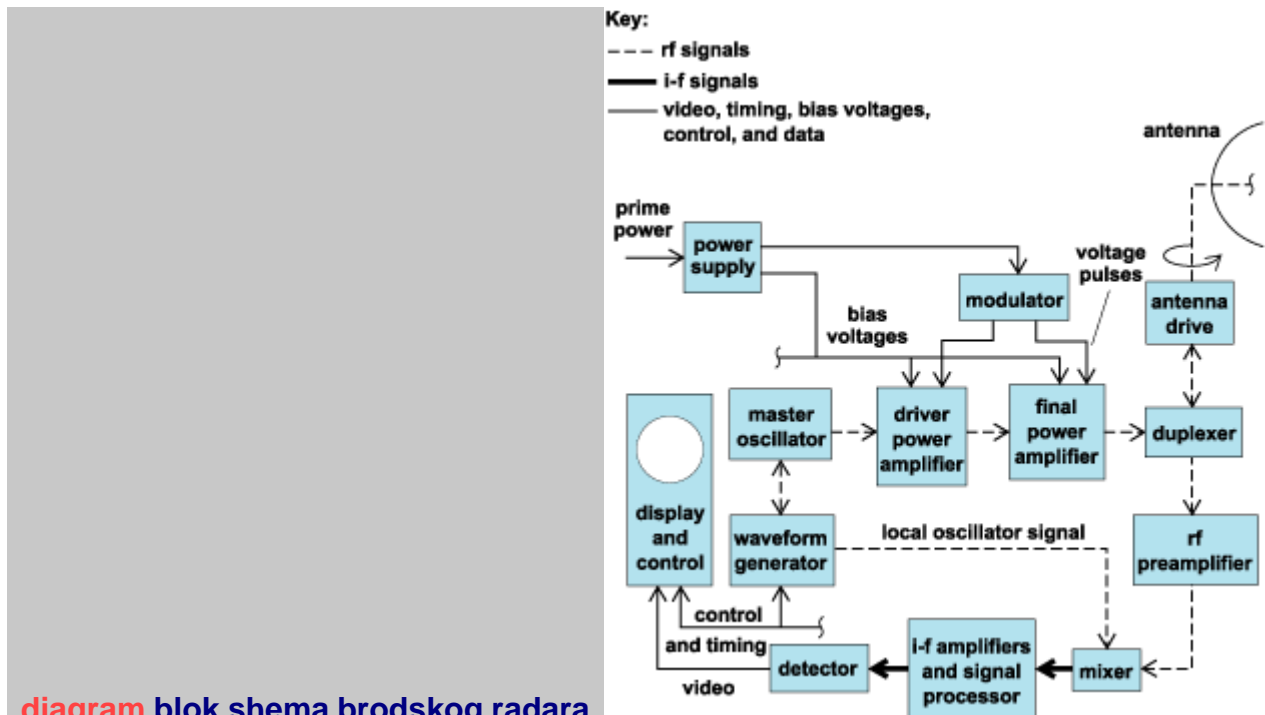 Key:
rf signals
i-f signals
video, timing, bias voltages,
control, and data
antenna
prime
power
power
supply
voltage
pulses
modulator
antenna
drive
bias
voltages
master
oscillator
driver
power
amplifier
final
power
amplifier
duplexer
display
and
control
waveform
generator
local oscillator signal
rf
preamplifier
control
and timing
video
detector
i-f amplifiers
and signal
processor
mixer
diagram blok shema brodskog radara